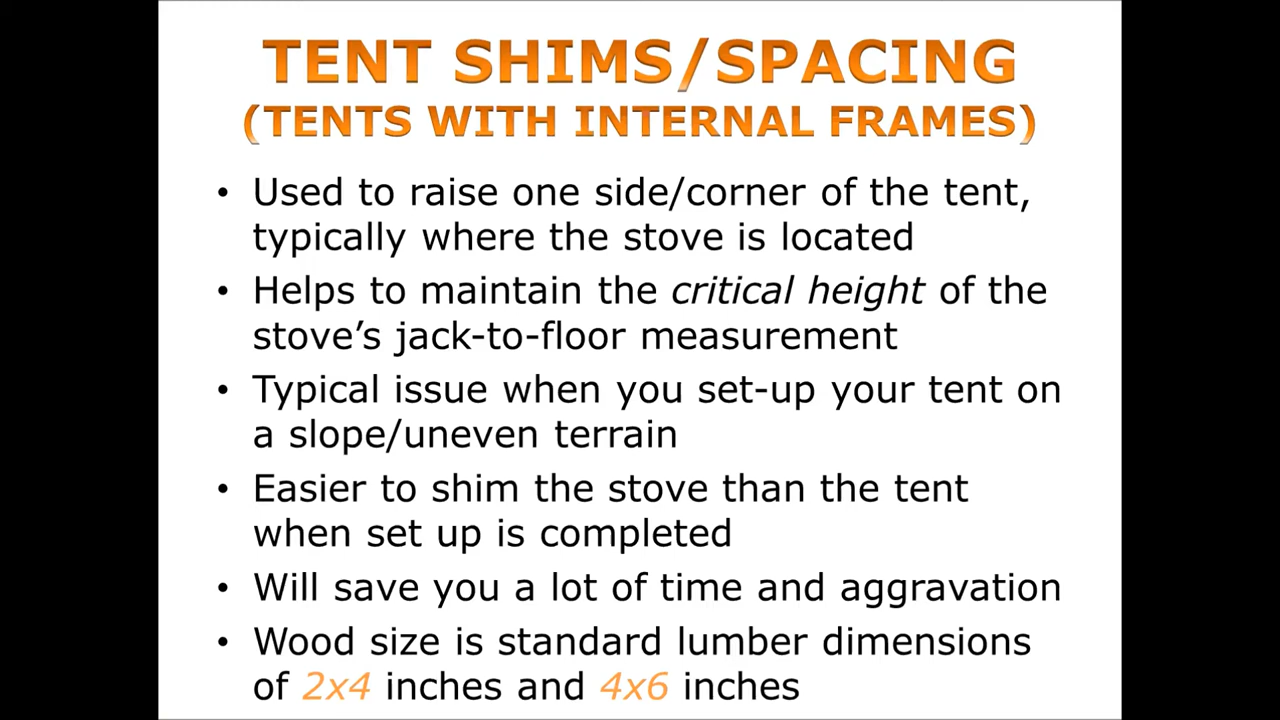 TENT SHIMS/SPACING
(TENTS WITH INTERNAL FRAMES)
• Used to raise one side/corner of the tent,
typically where the stove is located
• Helps to maintain the critical height of the
stove’s jack-to-floor measurement
• Typical issue when you set-up your tent on
a slope/uneven terrain
• Easier to shim the stove than the tent
when set up is completed
• Will save you a lot of time and aggravation
• Wood size is standard lumber dimensions
of 2x4 inches and 4x6 inches